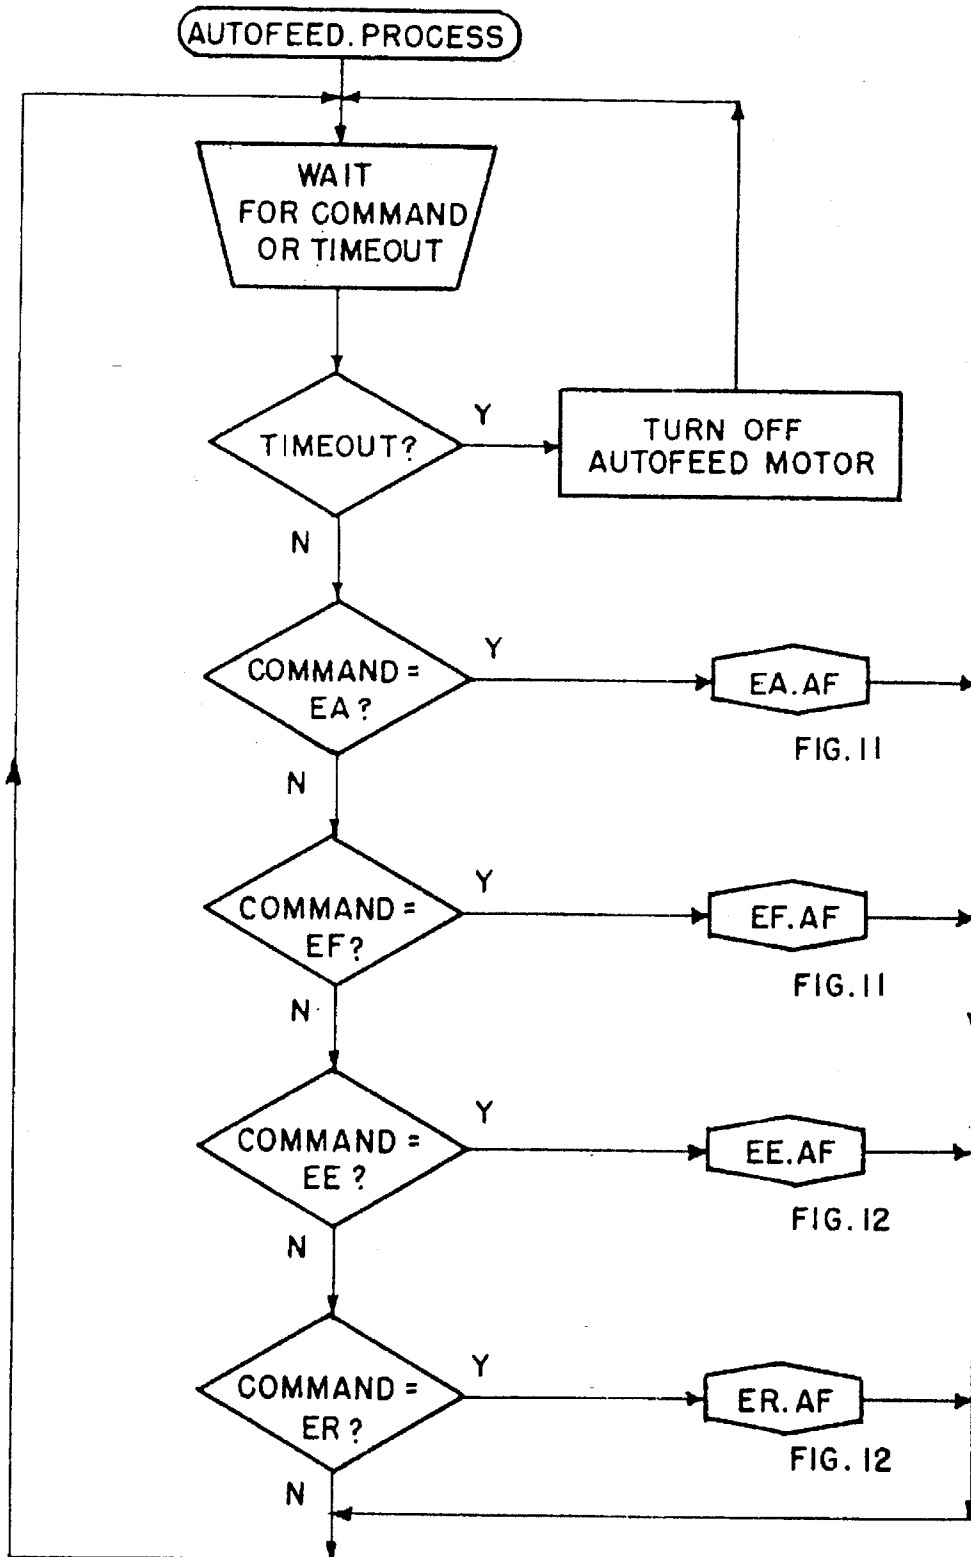 AUTOFEED.PROCESS
WAIT
FOR COMMAND
OR TIMEOUT
TIMEOUT?
Y
TURN OFF
AUTOFEED MOTOR
N
COMMAND =
EA?
Y
EA.AF
FIG.11
N
COMMAND =
EF?
Y
EF.AF
FIG.11
N
COMMAND =
EE?
Y
EE.AF
FIG.12
N
COMMAND =
ER?
Y
ER.AF
FIG.12
N